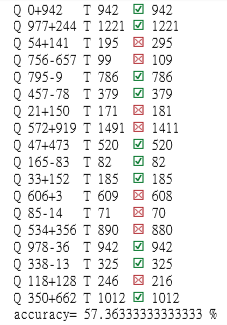 Q 0+942 T 942 ☑ 942
Q 977+244 T 1221 ☑ 1221
Q 54+141 T 195 ☒ 295
Q 756-657 T 99 ☒ 109
Q 795-9 T 786 ☑ 786
Q 457-78 T 379 ☑ 379
Q 21+150 T 171 ☒ 181
Q 572+919 T 1491 ☒ 1411
Q 47+473 T 520 ☑ 520
Q 165-83 T 82 ☑ 82
Q 33+152 T 185 ☑ 185
Q 606+3 T 609 ☒ 608
Q 85-14 T 71 ☒ 70
Q 534+356 T 890 ☒ 880
Q 978-36 T 942 ☑ 942
Q 338-13 T 325 ☑ 325
Q 118+128 T 246 ☒ 216
Q 350+662 T 1012 ☑ 1012
accuracy= 57.36333333333333 %